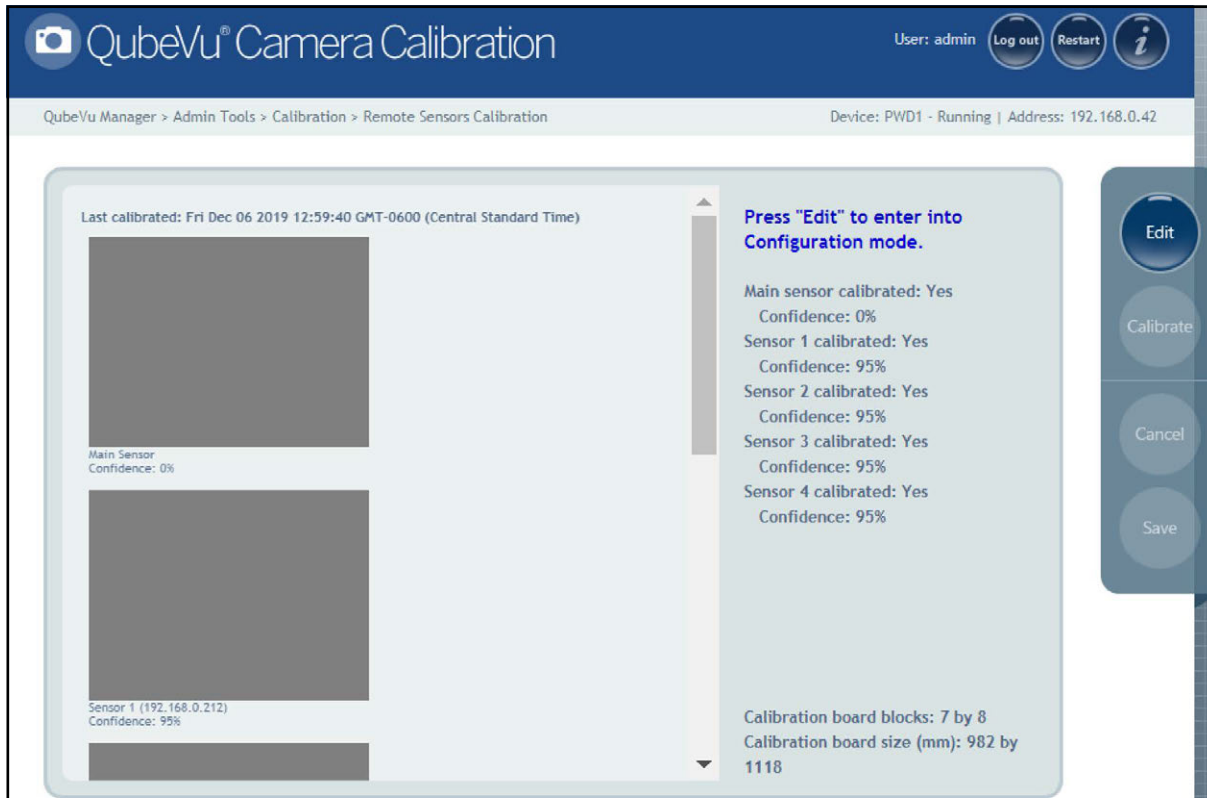 QubeVu® Camera Calibration
User: admin
Log out
Restart
i
QubeVu Manager > Admin Tools > Calibration > Remote Sensors Calibration
Device: PWD1 - Running | Address: 192.168.0.42
Last calibrated: Fri Dec 06 2019 12:59:40 GMT-0600 (Central Standard Time)
Main Sensor
Confidence: 0%
Sensor 1 (192.168.0.212)
Confidence: 95%
Press "Edit" to enter into
Configuration mode.
Main sensor calibrated: Yes
Confidence: 0%
Sensor 1 calibrated: Yes
Confidence: 95%
Sensor 2 calibrated: Yes
Confidence: 95%
Sensor 3 calibrated: Yes
Confidence: 95%
Sensor 4 calibrated: Yes
Confidence: 95%
Calibration board blocks: 7 by 8
Calibration board size (mm): 982 by
1118
Edit
Calibrate
Cancel
Save